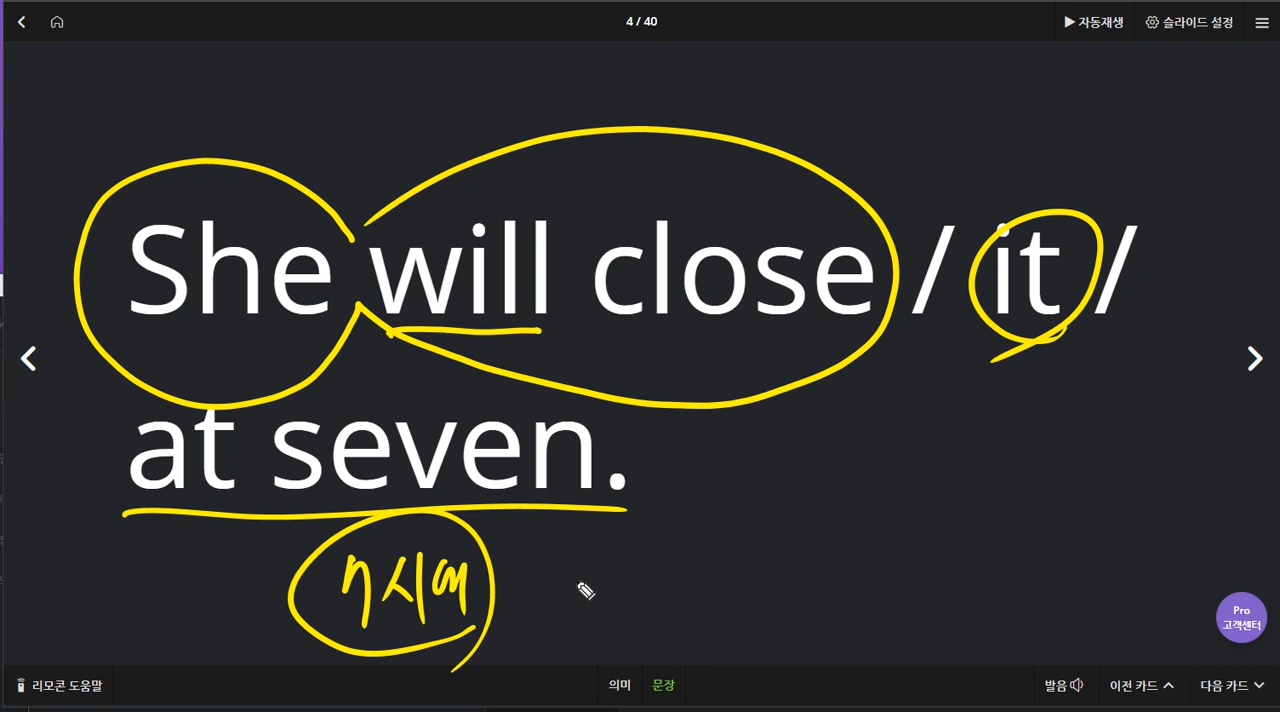 4 / 40
자동재생
슬라이드 설정
She will close / it /
at seven.
7시에
Pro
고객센터
리모콘 도움말
의미
문장
발음
이전 카드
다음 카드